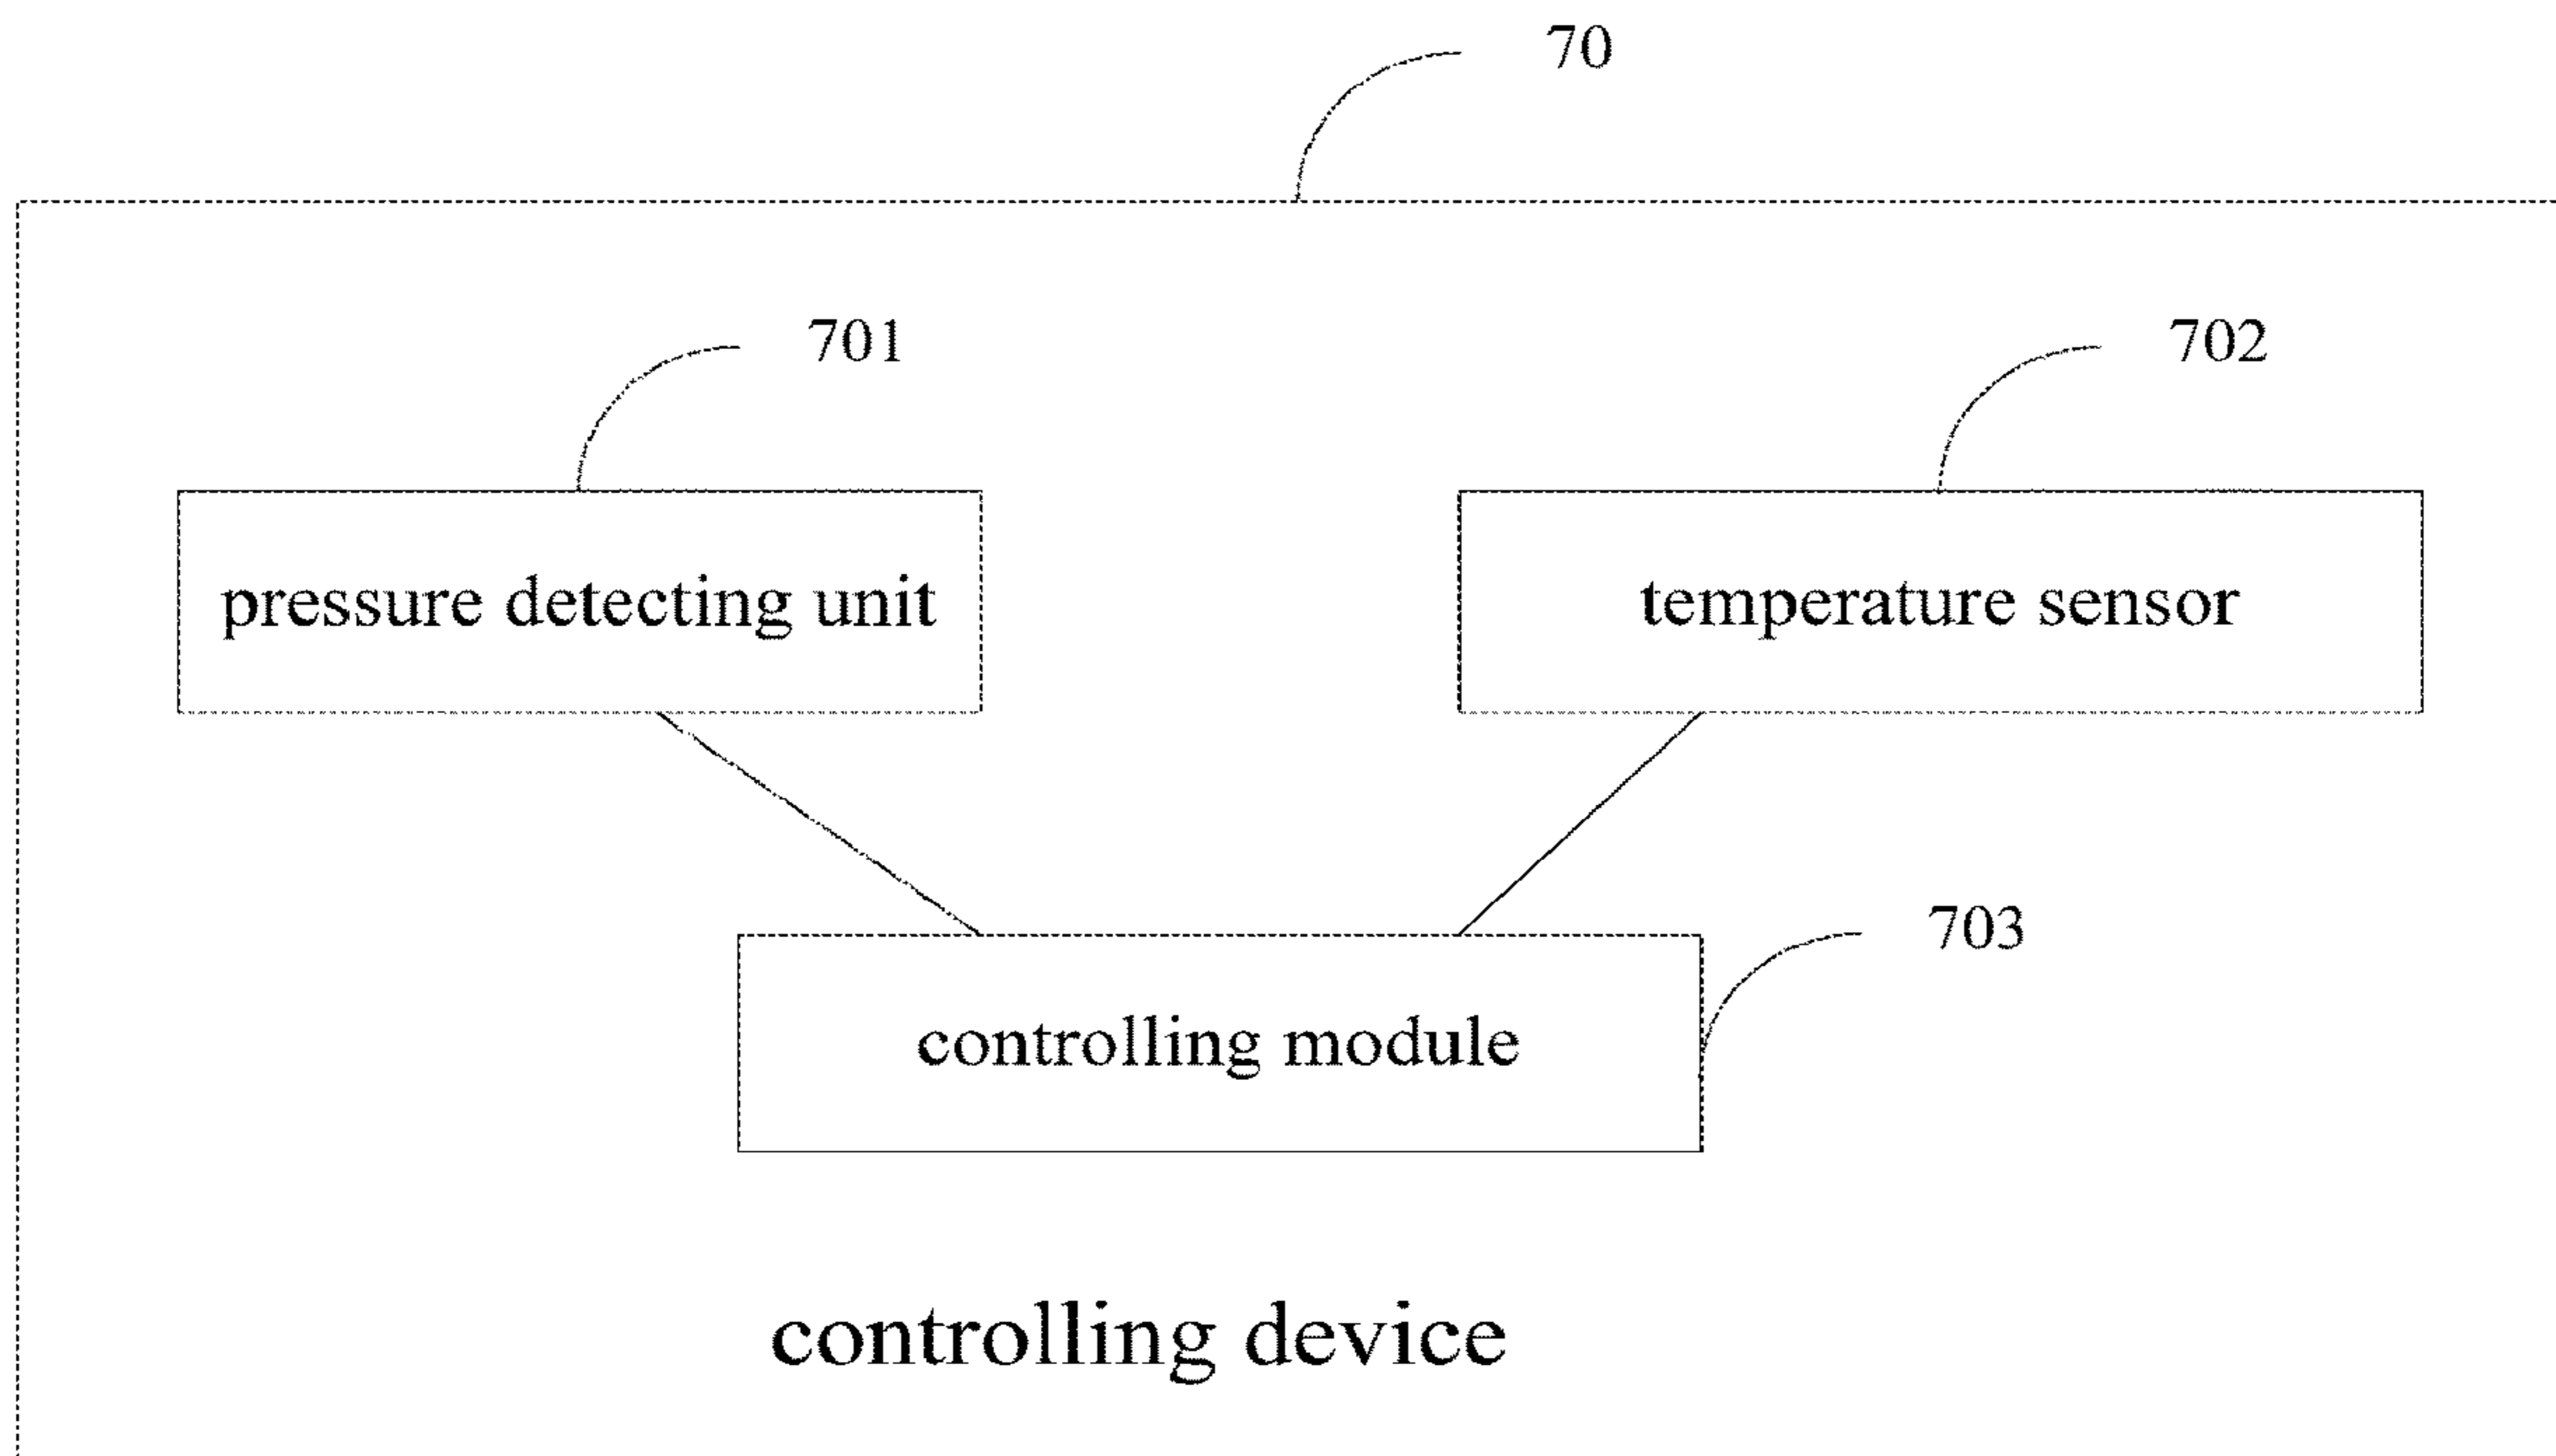 70
701
702
pressure detecting unit
temperature sensor
703
controlling module
controlling device